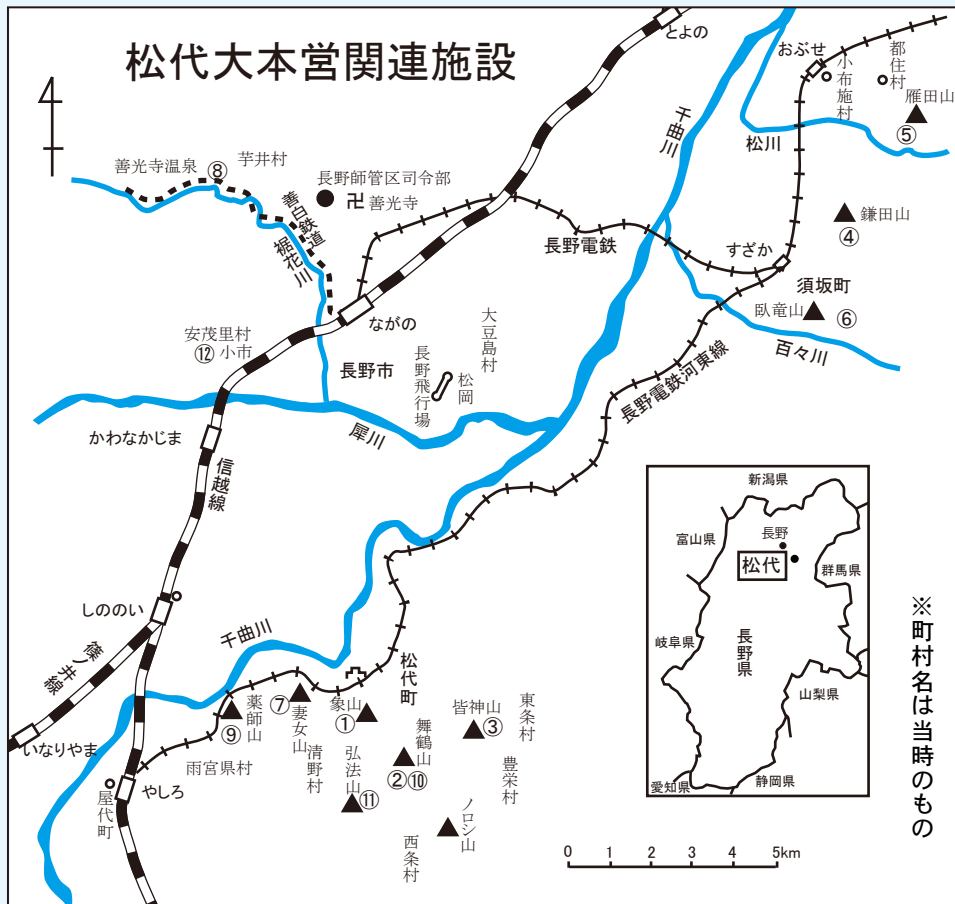 松代大本営関連施設
とよの
おぶせ
小布施村
都住村
雁田山
⑤
千曲川
松川
善光寺温泉
⑧
芋井村
長野師管区司令部
卍善光寺
善白鉄道
裾花川
長野電鉄
④
鎌田山
すざか
須坂町
臥竜山
⑥
百々川
ながの
安茂里村
⑫小市
長野市
長野飛行場
松岡
大豆島村
長野電鉄河東線
犀川
かわなかじま
信越線
新潟県
富山県
長野
松代
群馬県
岐阜県
長野県
山梨県
愛知県
静岡県
※町村名は当時のもの
しののい
篠ノ井線
千曲川
松代町
いなりやま
薬師山
⑨
⑦
妻女山
象山
①
皆神山
③
東条村
舞鶴山
②⑩
雨宮県村
清野村
弘法山
⑪
豊栄村
ノロシ山
西条村
やしろ
屋代町
0 1 2 3 4 5km